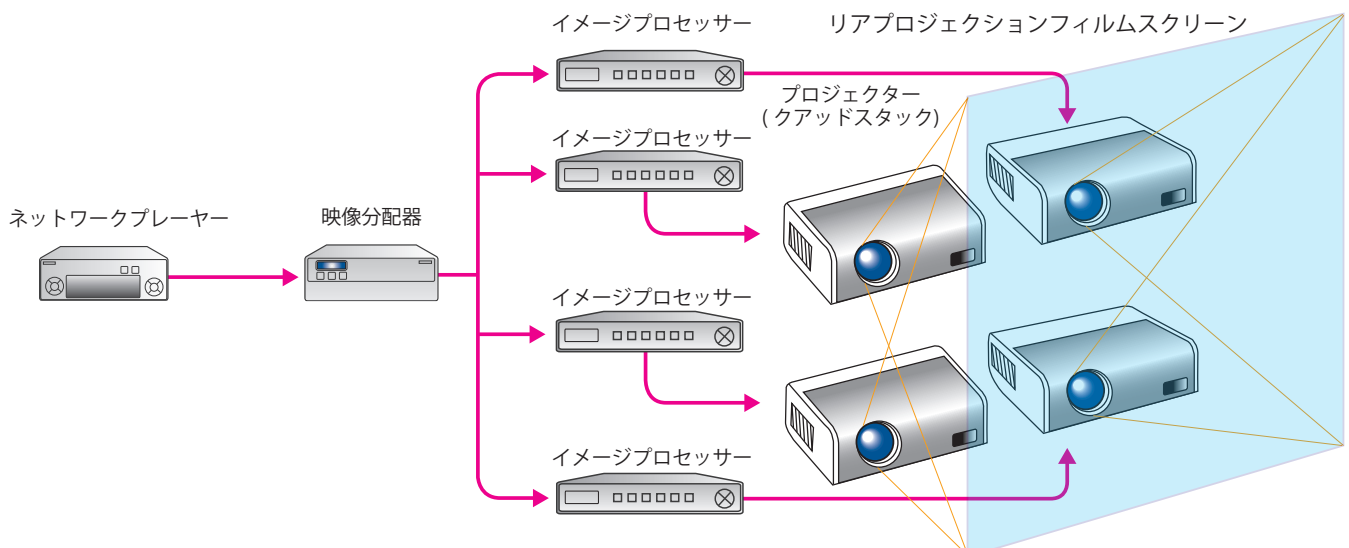 イメージプロセッサー
リアプロジェクションフィルムスクリーン
プロジェクター
( クアッドスタック)
イメージプロセッサー
ネットワークプレーヤー
映像分配器
イメージプロセッサー
イメージプロセッサー